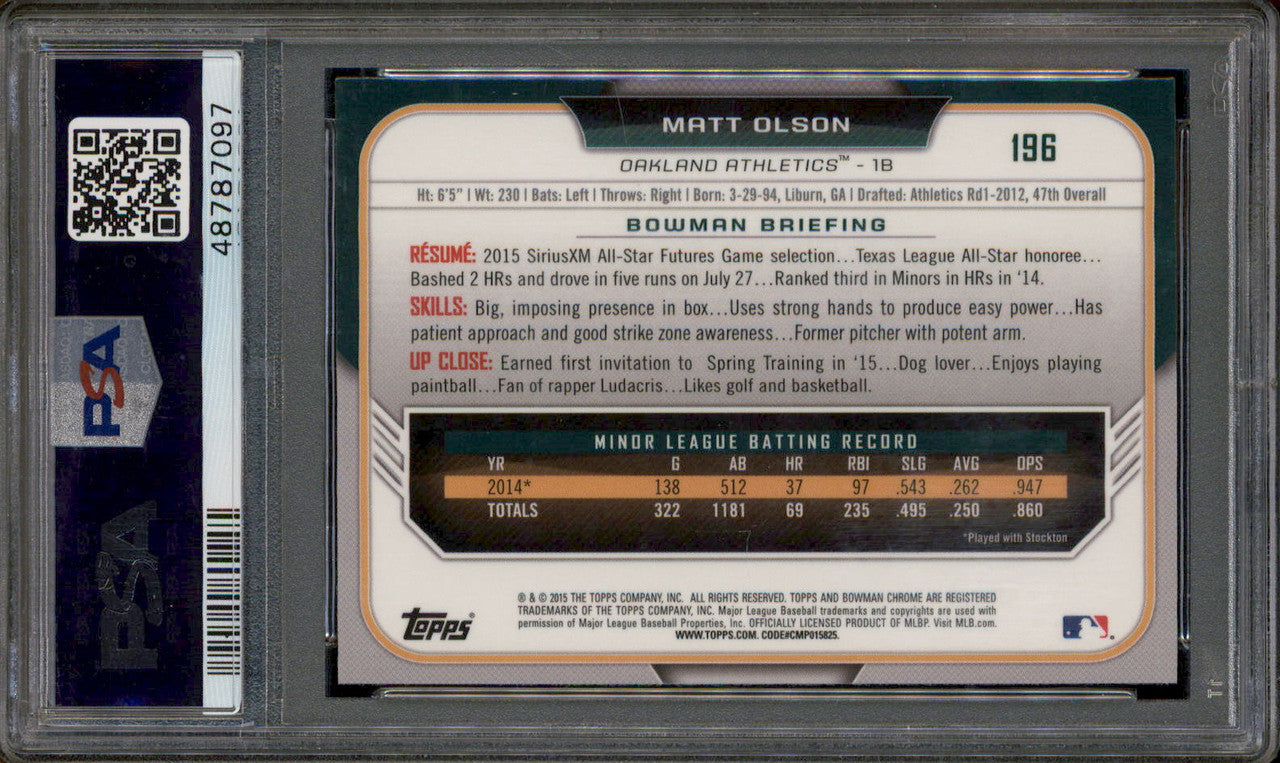 48787097
PSA
PSA
MATT OLSON
196
OAKLAND ATHLETICS™ - 1B
Ht: 6'5" | Wt: 230 | Bats: Left | Throws: Right | Born: 3-29-94, Liburn, GA | Drafted: Athletics Rd1-2012, 47th Overall
BOWMAN BRIEFING
RÉSUMÉ: 2015 SiriusXM All-Star Futures Game selection...Texas League All-Star honoree...
Bashed 2 HRs and drove in five runs on July 27...Ranked third in Minors in HRs in '14.
SKILLS: Big, imposing presence in box...Uses strong hands to produce easy power...Has
patient approach and good strike zone awareness...Former pitcher with potent arm.
UP CLOSE: Earned first invitation to Spring Training in '15...Dog lover...Enjoys playing
paintball...Fan of rapper Ludacris...Likes golf and basketball.
MINOR LEAGUE BATTING RECORD
YR G AB HR RBI SLG AVG OPS
2014* 138 512 37 97 .543 .262 .947
TOTALS 322 1181 69 235 .495 .250 .860
*Played with Stockton
® & © 2015 THE TOPPS COMPANY, INC. ALL RIGHTS RESERVED. TOPPS AND BOWMAN CHROME ARE REGISTERED
TRADEMARKS OF THE TOPPS COMPANY, INC. Major League Baseball trademarks and copyrights are used with
permission of Major League Baseball Properties, Inc. OFFICIALLY LICENSED PRODUCT OF MLBP. Visit MLB.com.
WWW.TOPPS.COM. CODE#CMP015825.
Topps®